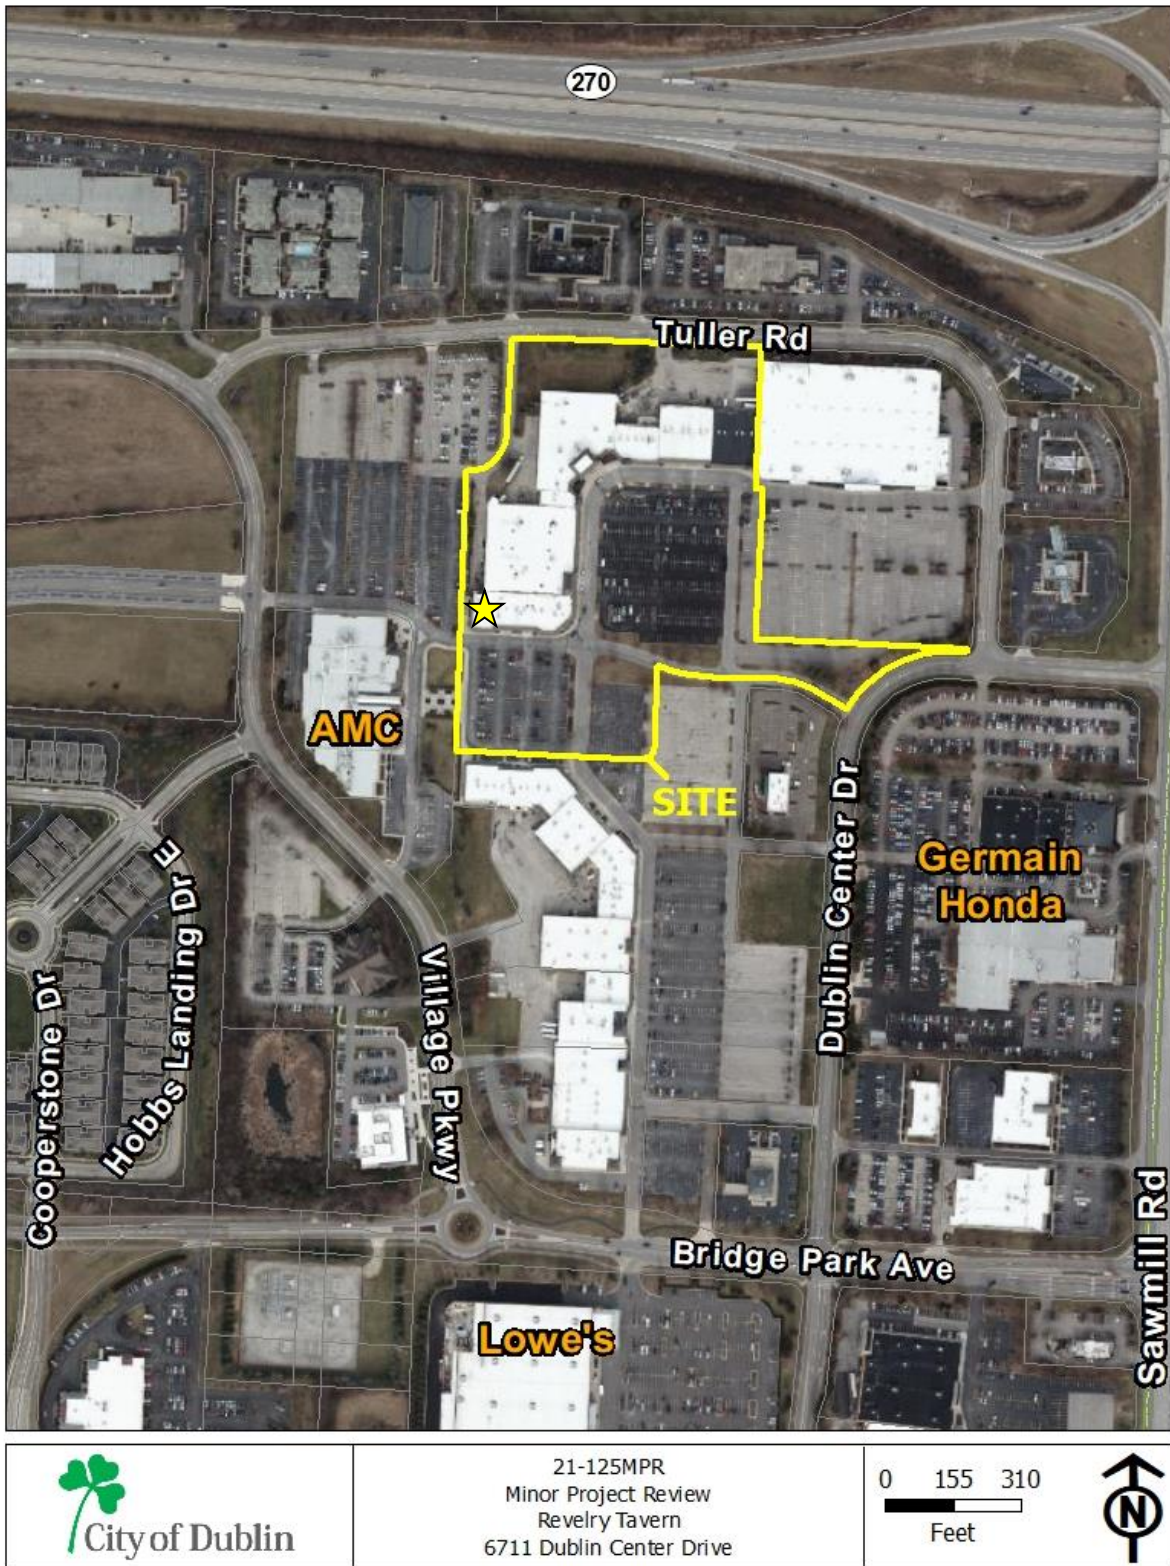 270
Tuller Rd
AMC
SITE
Germain
Honda
Dublin Center Dr
Village Pkwy
Hobbs Landing Dr E
Cooperstone Dr
Bridge Park Ave
Sawmill Rd
Lowe's
City of Dublin
21-125MPR
Minor Project Review
Revelry Tavern
6711 Dublin Center Drive
0 155 310
Feet
N